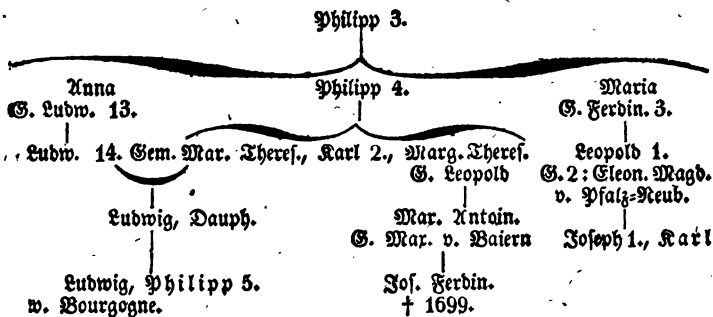 Philipp 3.
Anna Philipp 4. Maria
G. Ludw. 13. G. Ferdin. 3.
Ludw. 14. Gem. Mar. Theres., Karl 2., Marg. Theres. Leopold 1.
G. Leopold G. 2: Eleon. Magd.
v. Pfalz-Neub.
Ludwig, Dauph. Mar. Antoin.
G. Max. v. Baiern Joseph 1., Karl
Ludwig, Philipp 5. Jos. Ferdin.
w. Bourgogne. † 1699.